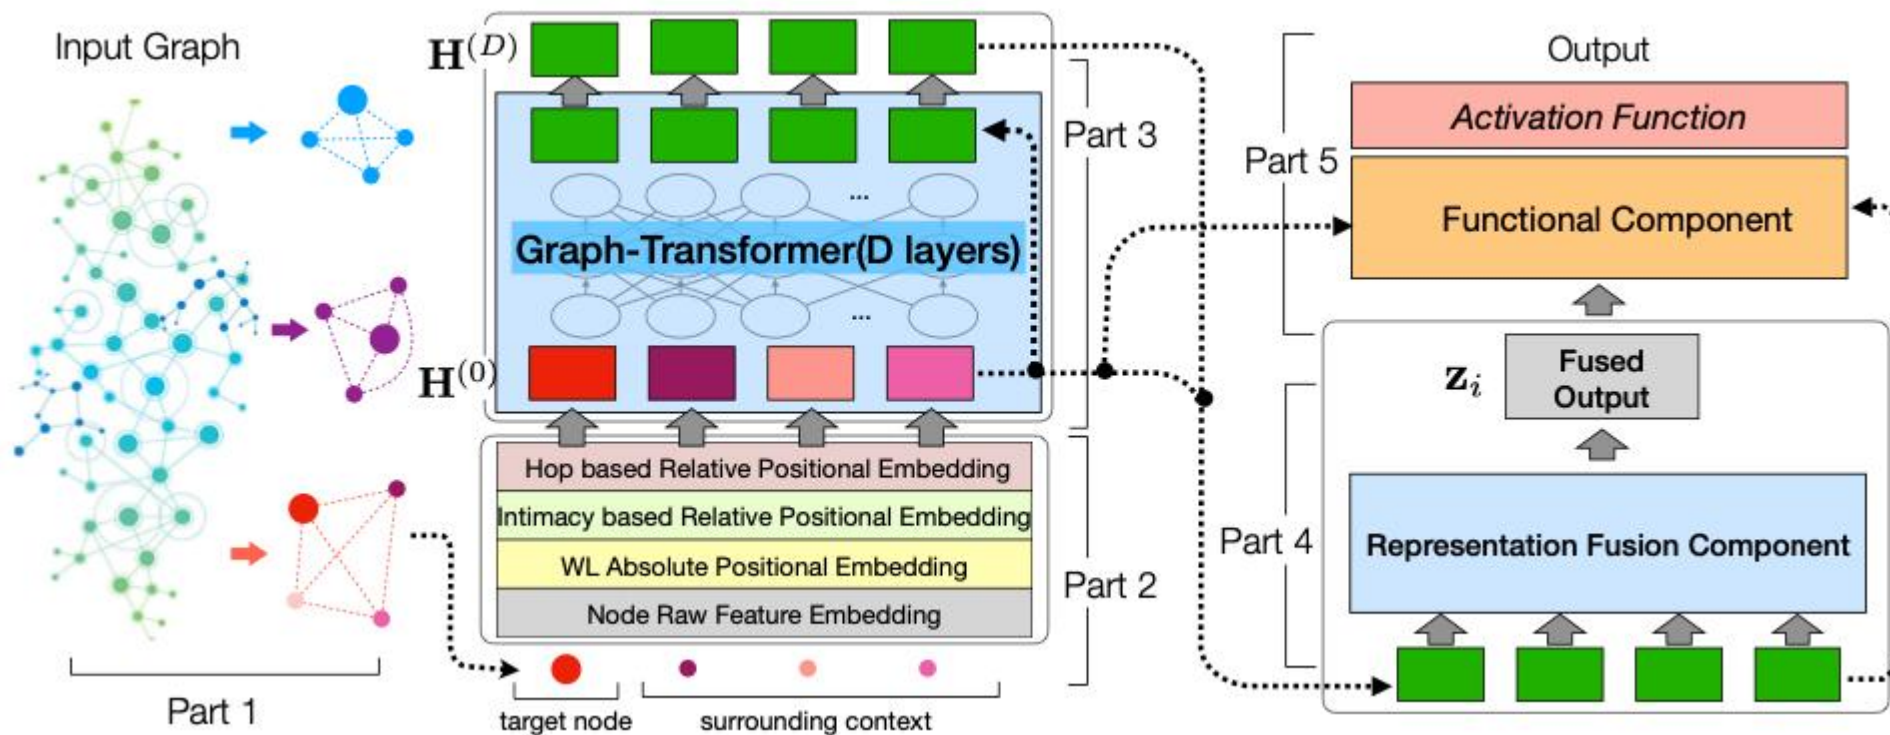 Input Graph
Part 1
H^(D)
Graph-Transformer(D layers)
...
...
H^(0)
Part 3
Hop based Relative Positional Embedding
Intimacy based Relative Positional Embedding
WL Absolute Positional Embedding
Node Raw Feature Embedding
Part 2
target node
surrounding context
Output
Activation Function
Functional Component
Part 5
z_i
Fused
Output
Representation Fusion Component
Part 4